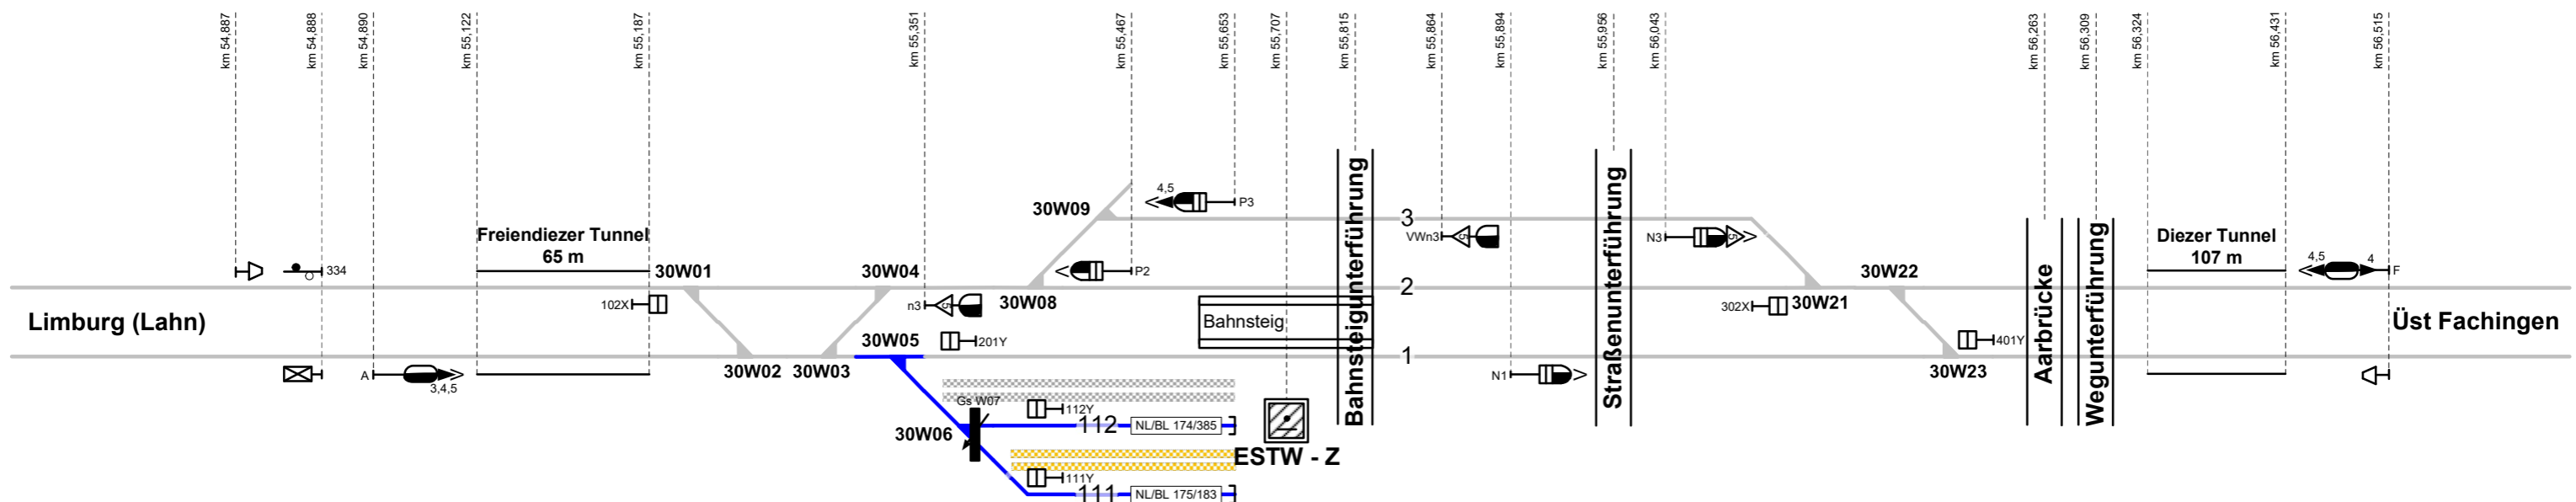 km 54,887
km 54,888
km 54,890
km 55,122
km 55,187
km 55,351
km 55,467
km 55,653
km 55,707
km 55,815
km 55,864
km 55,894
km 55,956
km 56,043
km 56,263
km 56,309
km 56,324
km 56,431
km 56,515
30W09
4,5
P3
3
VWn3
5
N3
5
Freiendiezer Tunnel
65 m
Diezer Tunnel
107 m
334
30W01
30W04
P2
30W22
4,5
4
F
102X
n3
5
30W08
2
302X
30W21
Limburg (Lahn)
Bahnsteig
Üst Fachingen
30W05
201Y
401Y
1
30W02
30W03
30W23
A
3,4,5
N1
Bahnsteigunterführung
Straßenunterführung
Aarbrücke
Wegunterführung
Gs W07
112Y
30W06
112
NL/BL 174/385
ESTW - Z
111Y
111
NL/BL 175/183